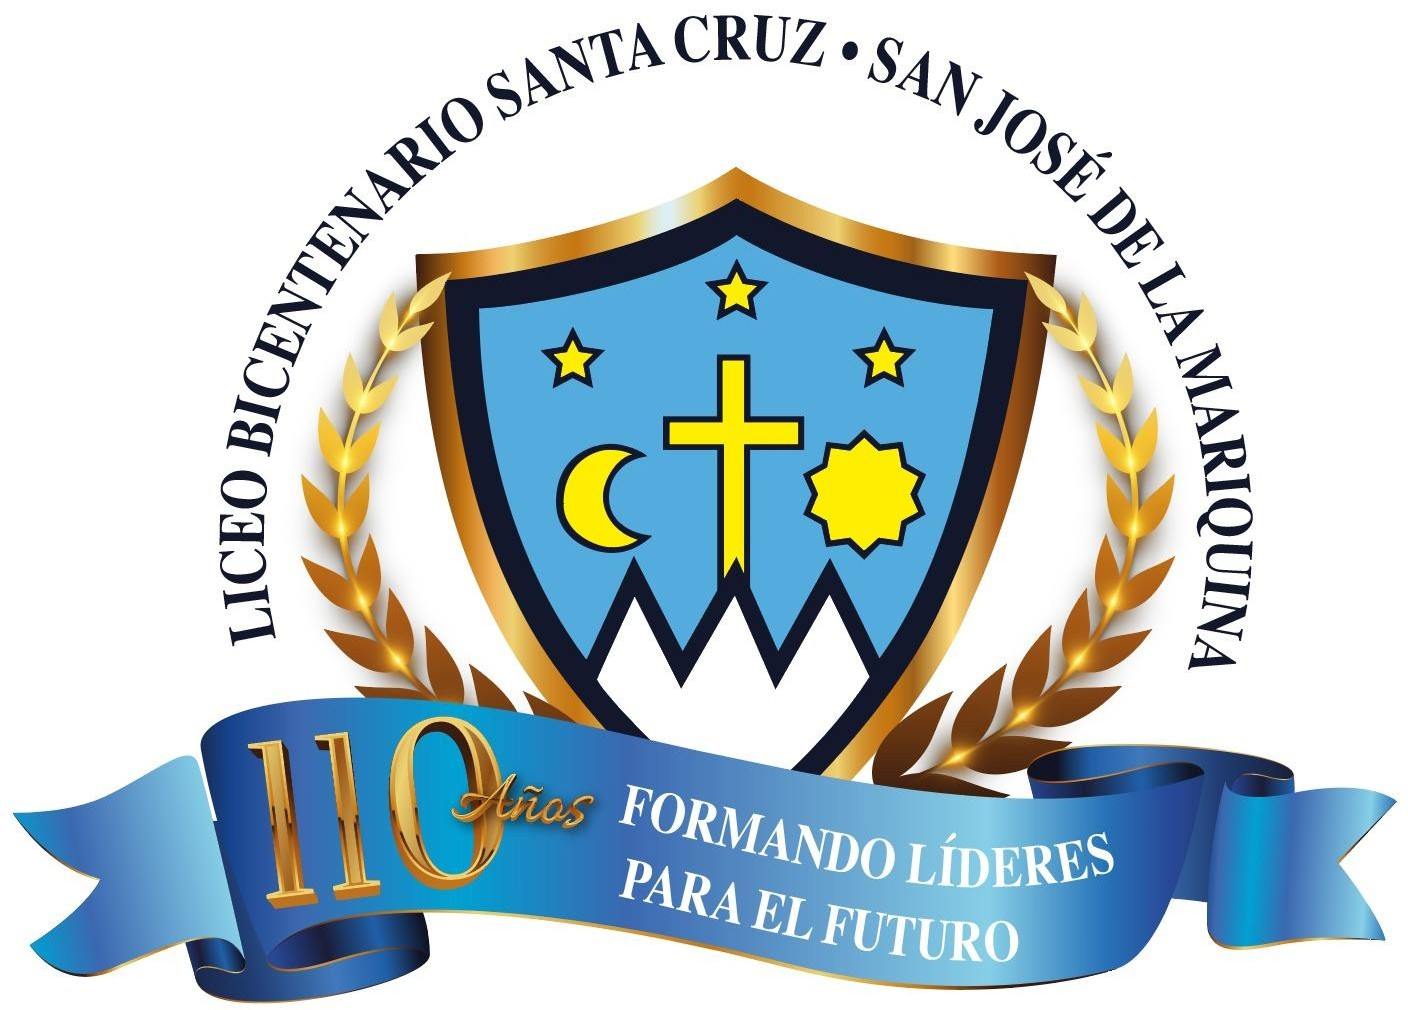 LICEO BICENTENARIO SANTA CRUZ • SAN JOSÉ DE LA MARIQUINA
110 Años
FORMANDO LÍDERES
PARA EL FUTURO